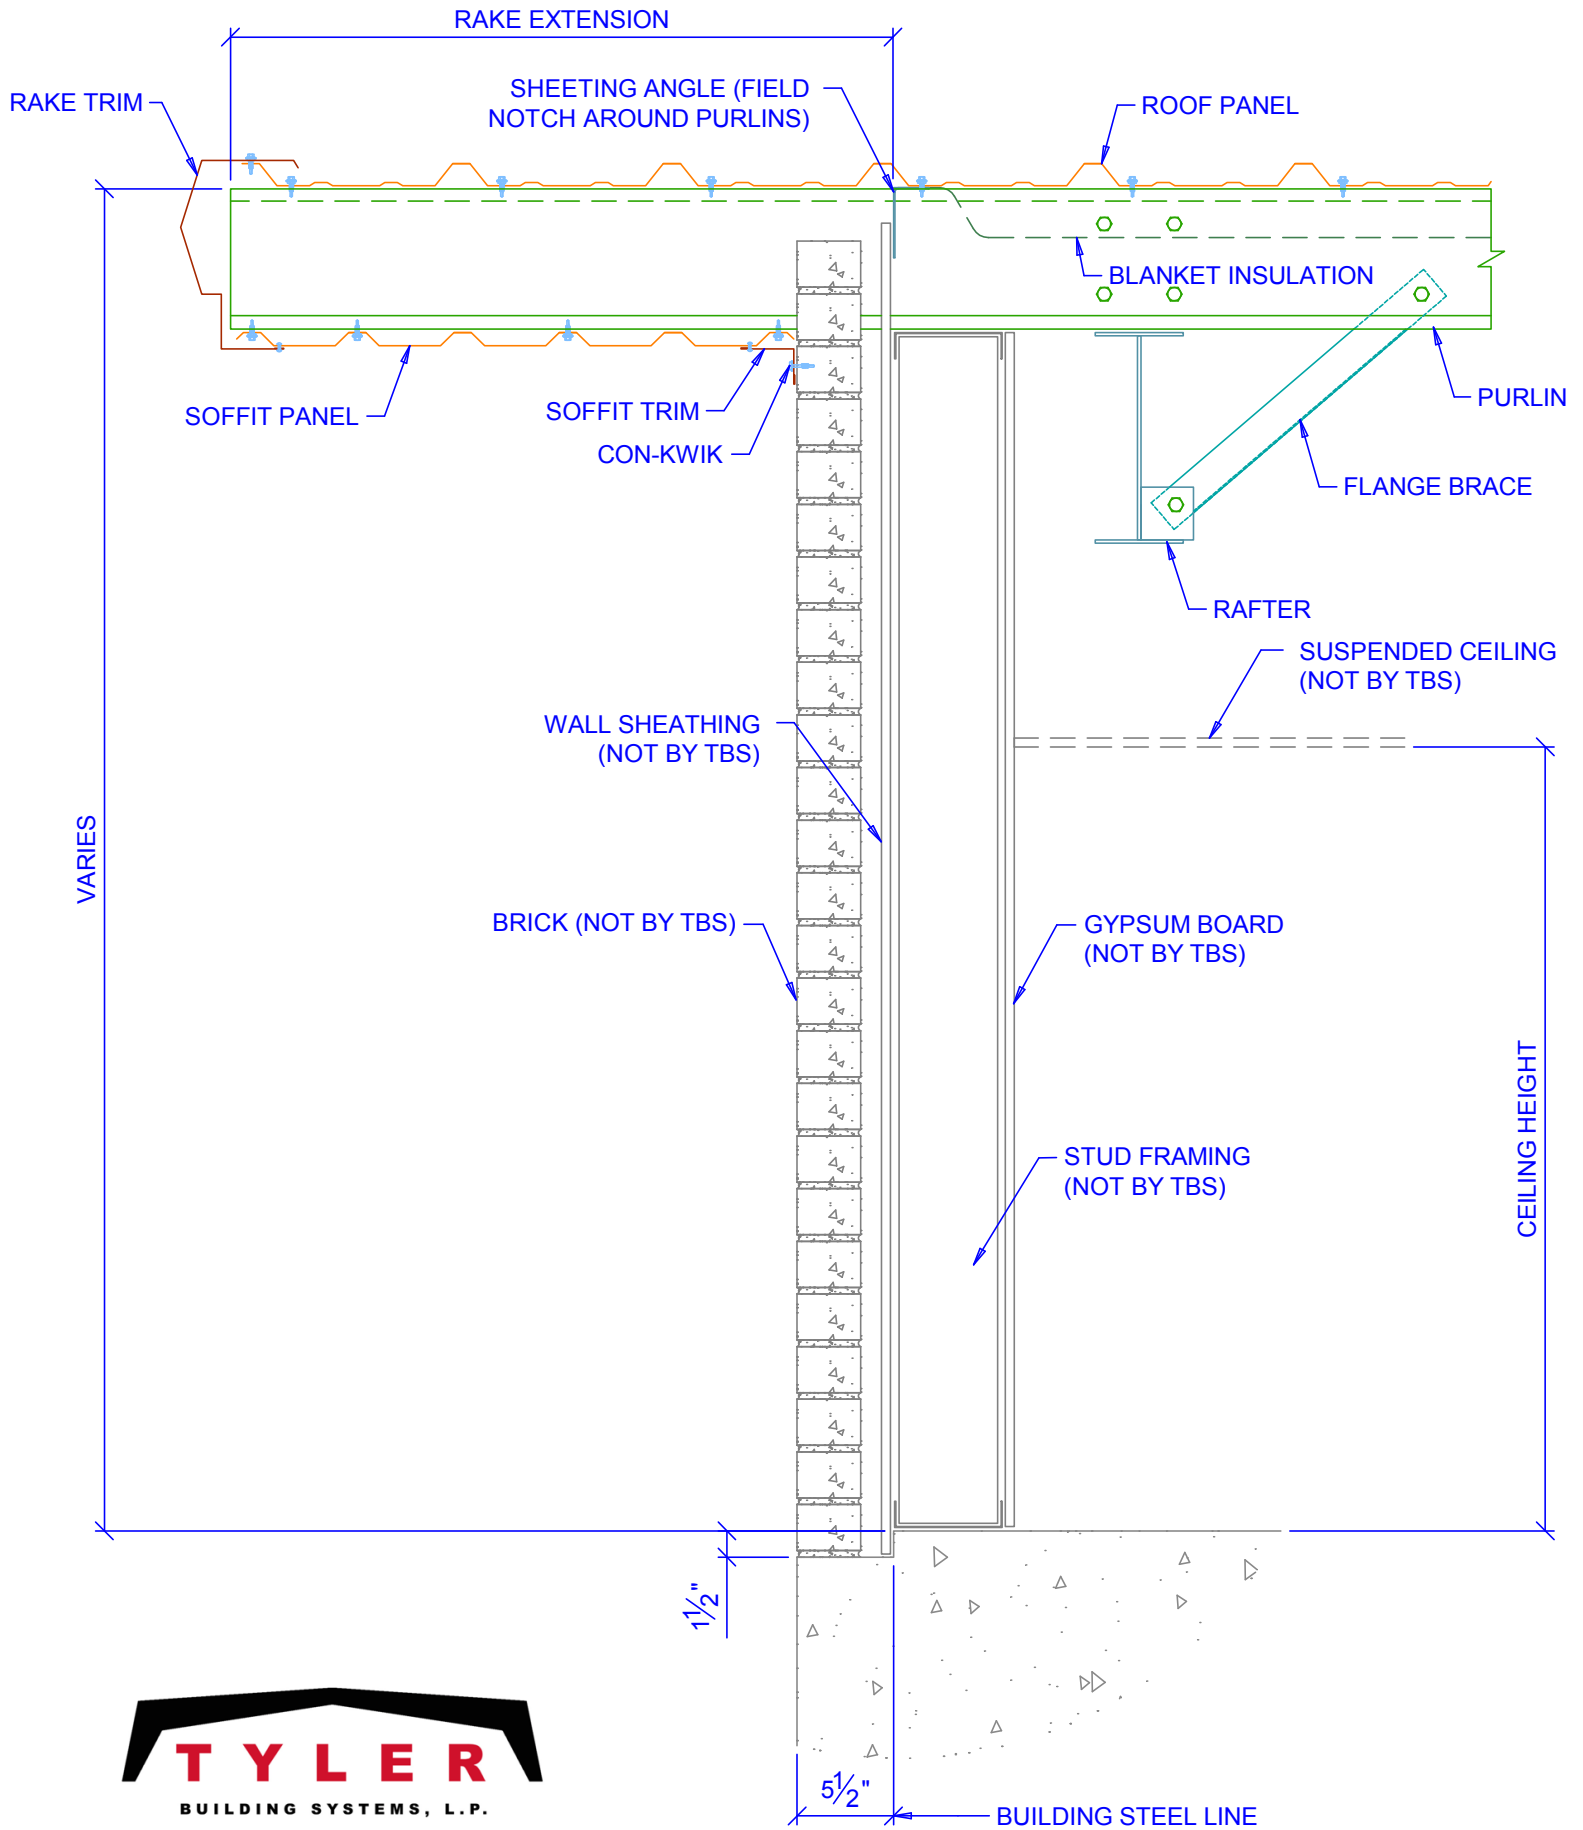 RAKE EXTENSION
RAKE TRIM
SHEETING ANGLE (FIELD
NOTCH AROUND PURLINS)
ROOF PANEL
BLANKET INSULATION
SOFFIT PANEL
SOFFIT TRIM
CON-KWIK
PURLIN
FLANGE BRACE
RAFTER
SUSPENDED CEILING
(NOT BY TBS)
WALL SHEATHING
(NOT BY TBS)
VARIES
BRICK (NOT BY TBS)
GYPSUM BOARD
(NOT BY TBS)
CEILING HEIGHT
STUD FRAMING
(NOT BY TBS)
1½"
5½"
BUILDING STEEL LINE
TYLER
BUILDING SYSTEMS, L.P.